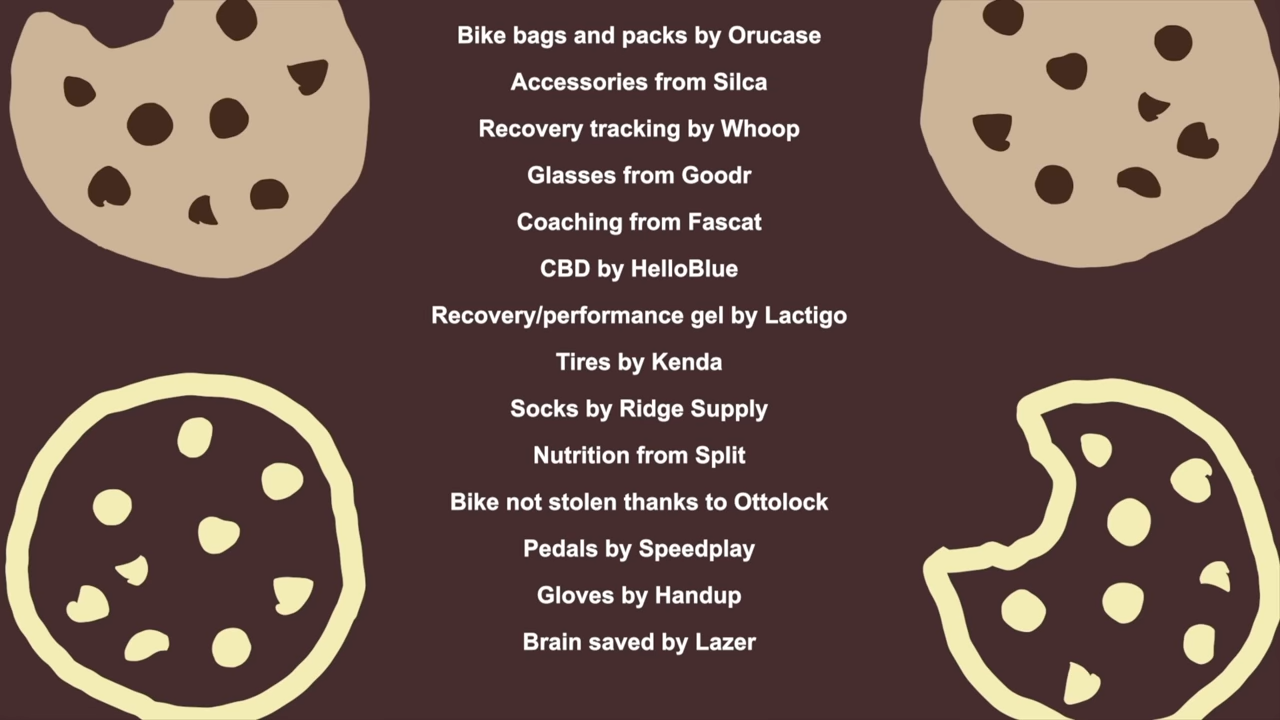 Bike bags and packs by Orucase
Accessories from Silca
Recovery tracking by Whoop
Glasses from Goodr
Coaching from Fascat
CBD by HelloBlue
Recovery/performance gel by Lactigo
Tires by Kenda
Socks by Ridge Supply
Nutrition from Split
Bike not stolen thanks to Ottolock
Pedals by Speedplay
Gloves by Handup
Brain saved by Lazer